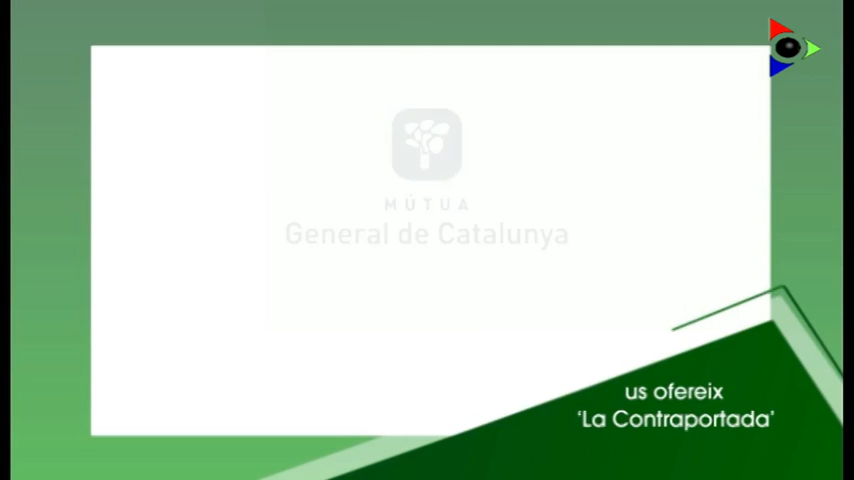 MÚTUA
General de Catalunya
us ofereix
‘La Contraportada’